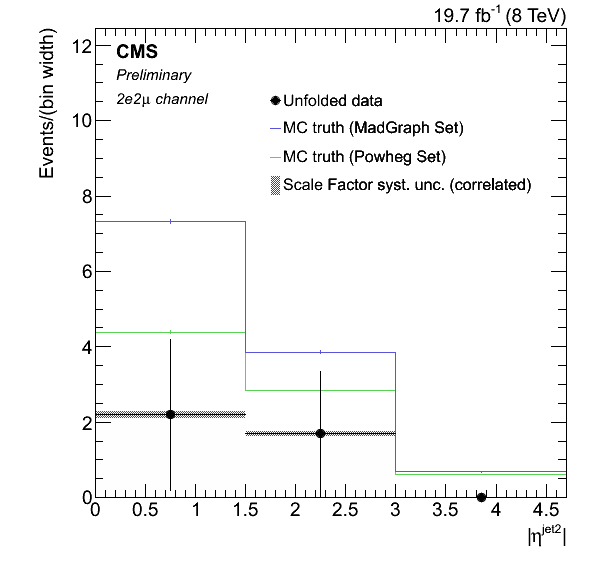 19.7 fb⁻¹ (8 TeV)
Events/(bin width)
CMS
Preliminary
2e2μ channel
Unfolded data
MC truth (MadGraph Set)
MC truth (Powheg Set)
Scale Factor syst. unc. (correlated)
12
10
8
6
4
2
0
0 0.5 1 1.5 2 2.5 3 3.5 4 4.5
|η^jet2|